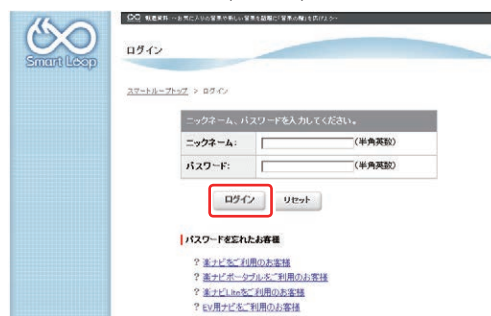 Smart Loop
ログイン
スマートループトップ > ログイン
ニックネーム、パスワードを入力してください。
ニックネーム: (半角英数)
パスワード: (半角英数)
ログイン リセット
パスワードを忘れたお客様
? 楽ナビをご利用のお客様
? 楽ナビポータブルをご利用のお客様
? 楽ナビLiteをご利用のお客様
? EV用ナビをご利用のお客様